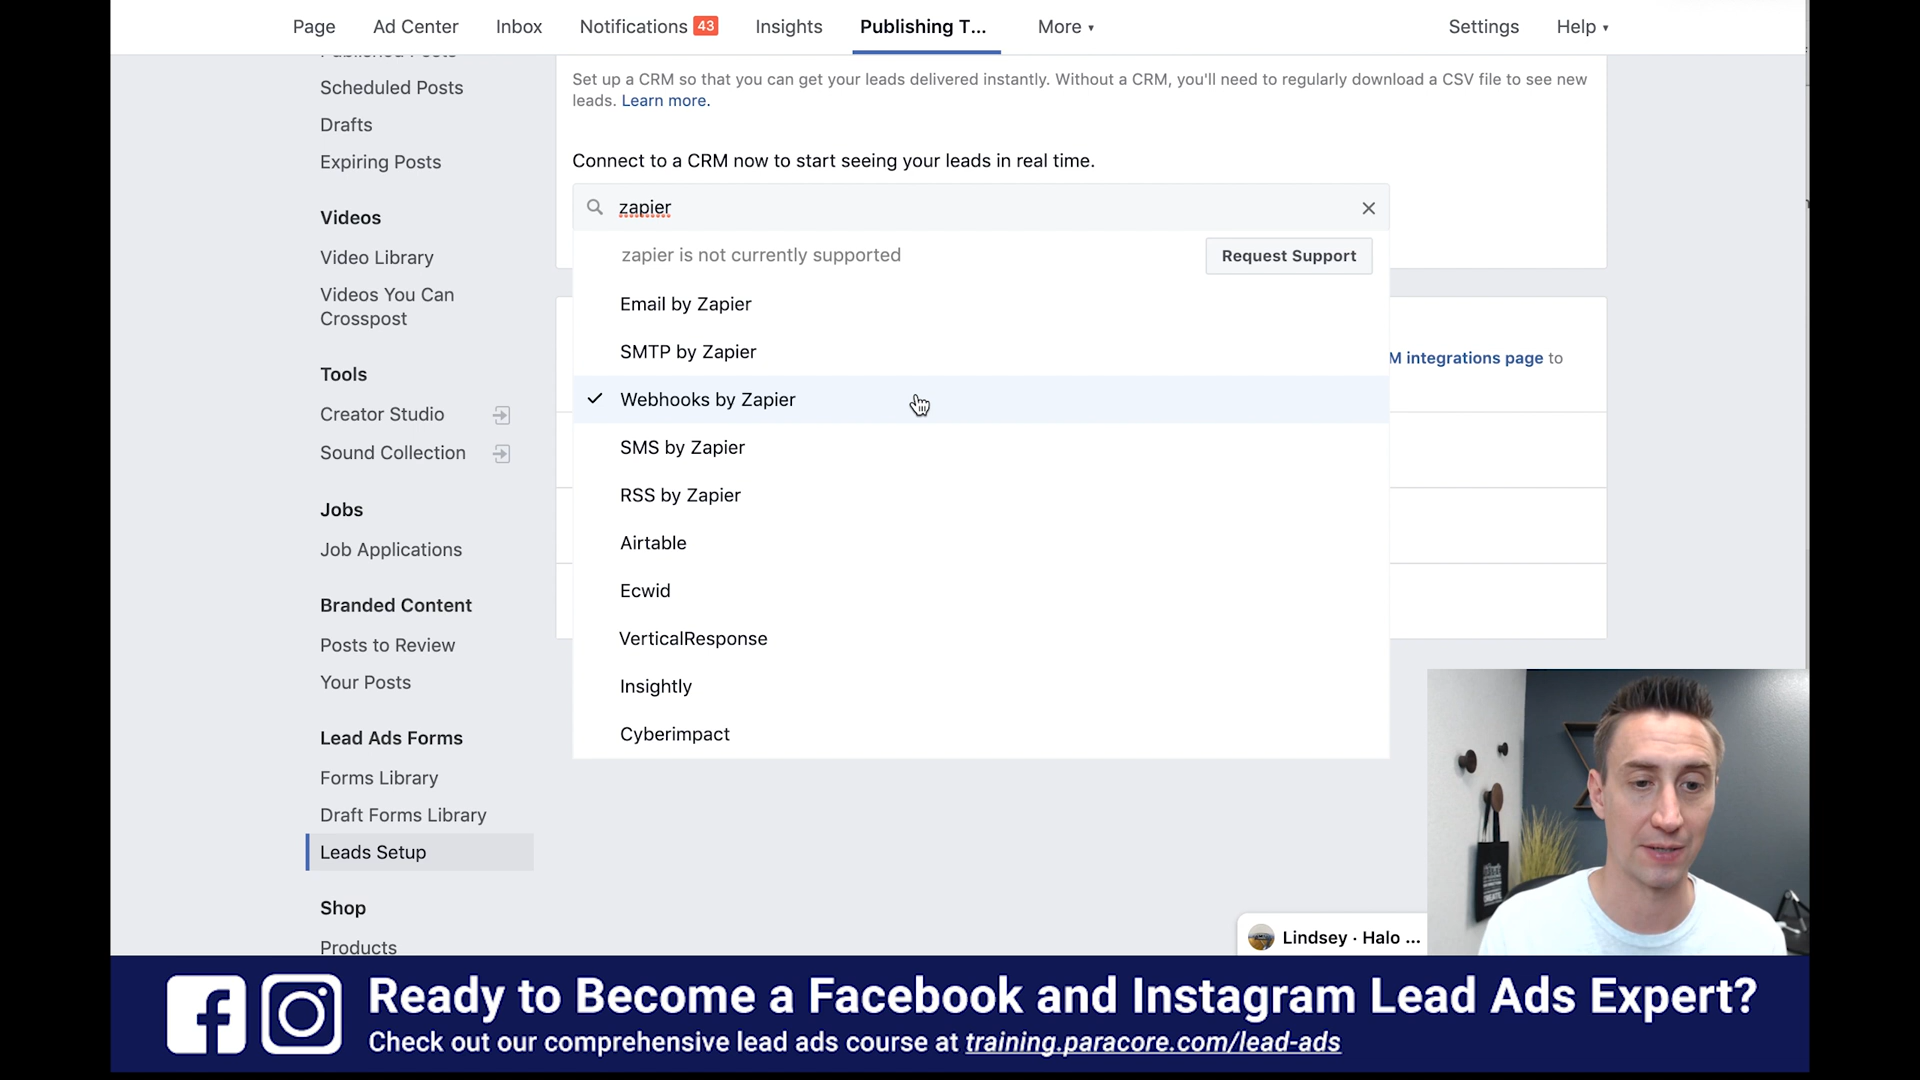 Page Ad Center Inbox Notifications 43 Insights Publishing T... More Settings Help
Scheduled Posts
Drafts
Expiring Posts
Videos
Video Library
Videos You Can
Crosspost
Tools
Creator Studio
Sound Collection
Jobs
Job Applications
Branded Content
Posts to Review
Your Posts
Lead Ads Forms
Forms Library
Draft Forms Library
Leads Setup
Shop
Products
Set up a CRM so that you can get your leads delivered instantly. Without a CRM, you'll need to regularly download a CSV file to see new
leads. Learn more.
Connect to a CRM now to start seeing your leads in real time.
zapier
zapier is not currently supported Request Support
Email by Zapier
SMTP by Zapier
Webhooks by Zapier
SMS by Zapier
RSS by Zapier
Airtable
Ecwid
VerticalResponse
Insightly
Cyberimpact
M integrations page to
Lindsey · Halo ...
Ready to Become a Facebook and Instagram Lead Ads Expert?
Check out our comprehensive lead ads course at training.paracore.com/lead-ads